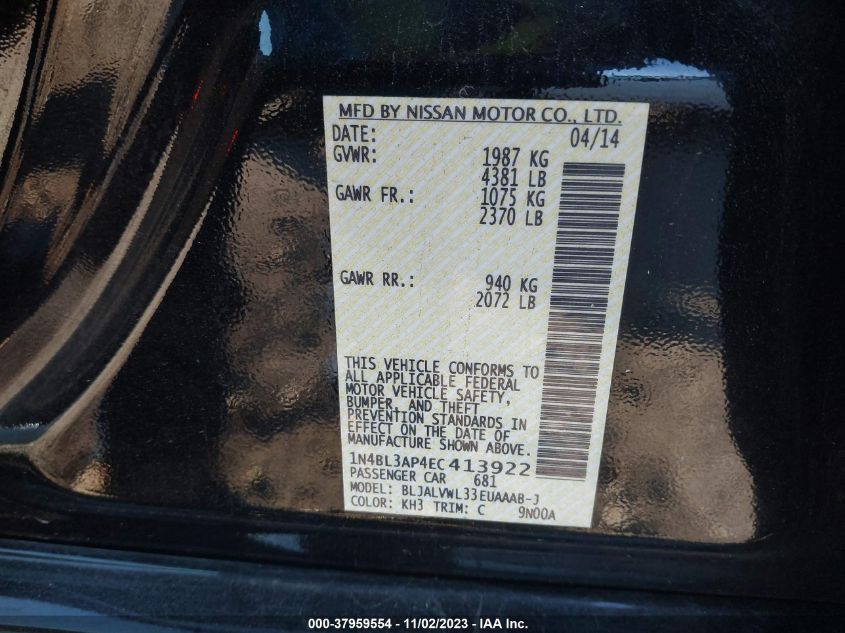 MFD BY NISSAN MOTOR CO., LTD.
DATE: 04/14
GVWR: 1987 KG
4381 LB
GAWR FR.: 1075 KG
2370 LB
GAWR RR.: 940 KG
2072 LB
THIS VEHICLE CONFORMS TO
ALL APPLICABLE FEDERAL
MOTOR VEHICLE SAFETY,
BUMPER, AND THEFT
PREVENTION STANDARDS IN
EFFECT ON THE DATE OF
MANUFACTURE SHOWN ABOVE.
1N4BL3AP4EC413922
PASSENGER CAR 681
MODEL: BLJALVWL33EUAAAB-J
COLOR: KH3 TRIM: C 9N00A
000-37959554 - 11/02/2023 - IAA Inc.